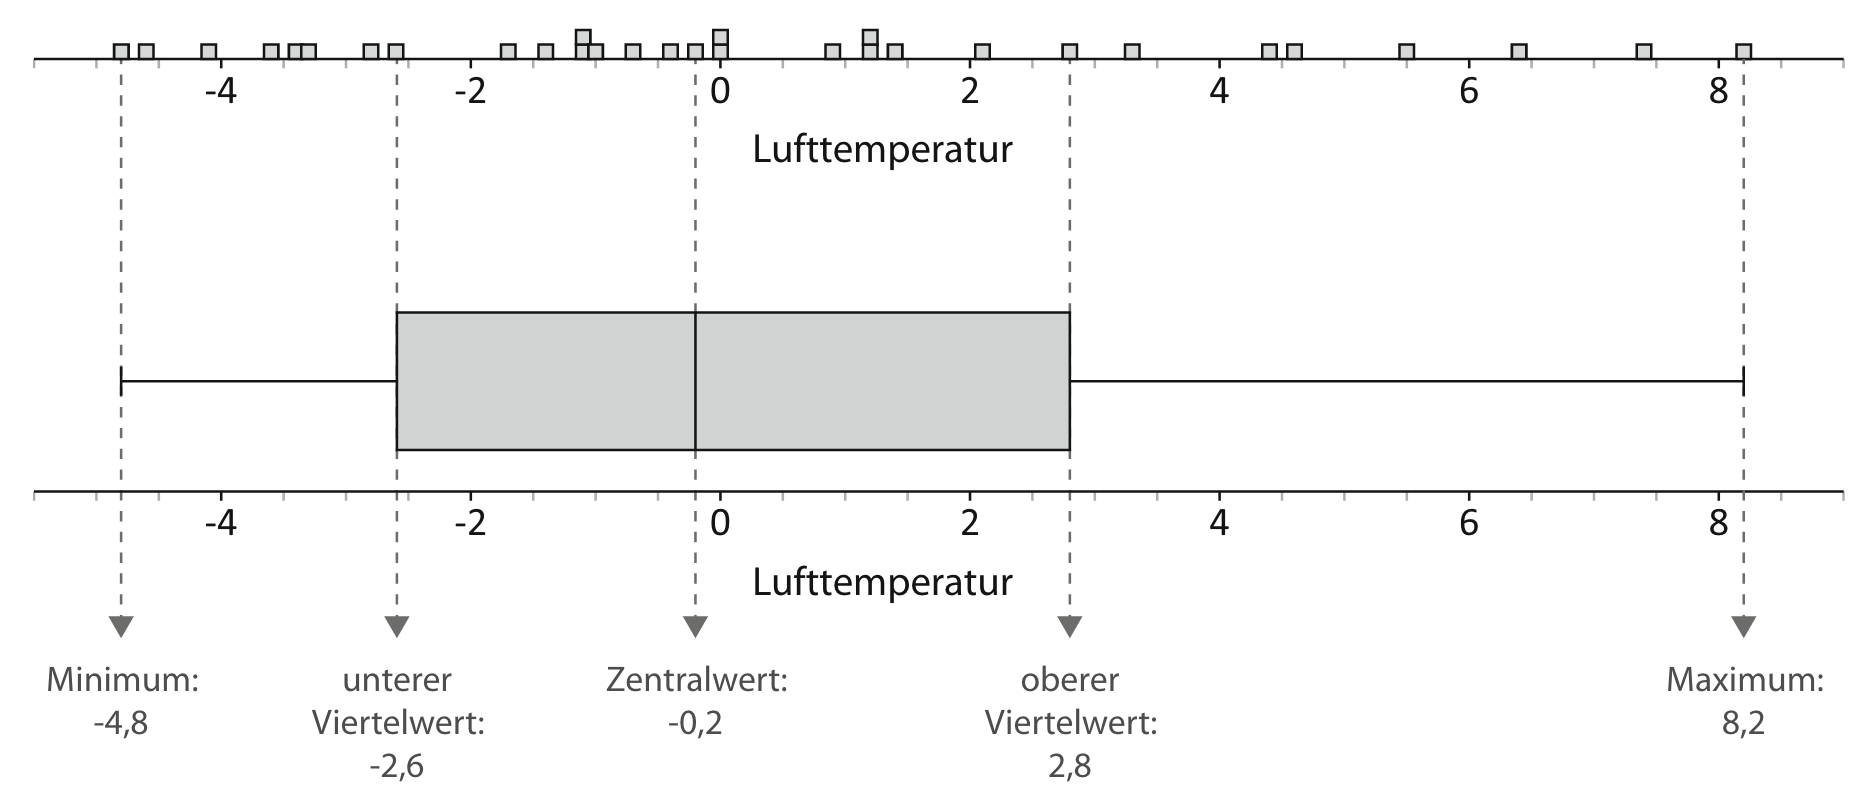 -4 -2 0 2 4 6 8
Lufttemperatur
-4 -2 0 2 4 6 8
Lufttemperatur
Minimum:
-4,8
unterer
Viertelwert:
-2,6
Zentralwert:
-0,2
oberer
Viertelwert:
2,8
Maximum:
8,2